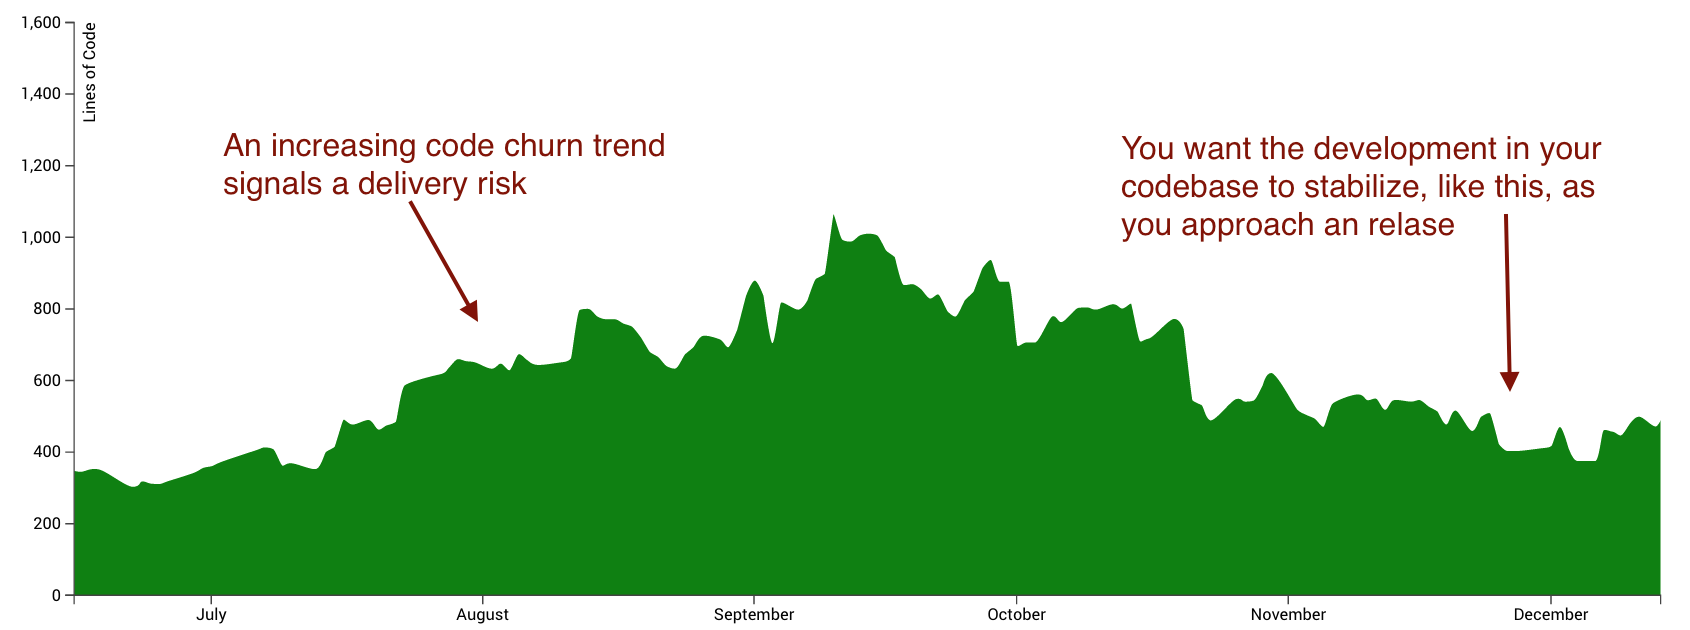 1,600
Lines of Code
1,400
1,200
1,000
800
600
400
200
0
An increasing code churn trend
signals a delivery risk
You want the development in your
codebase to stabilize, like this, as
you approach an relase
July August September October November December